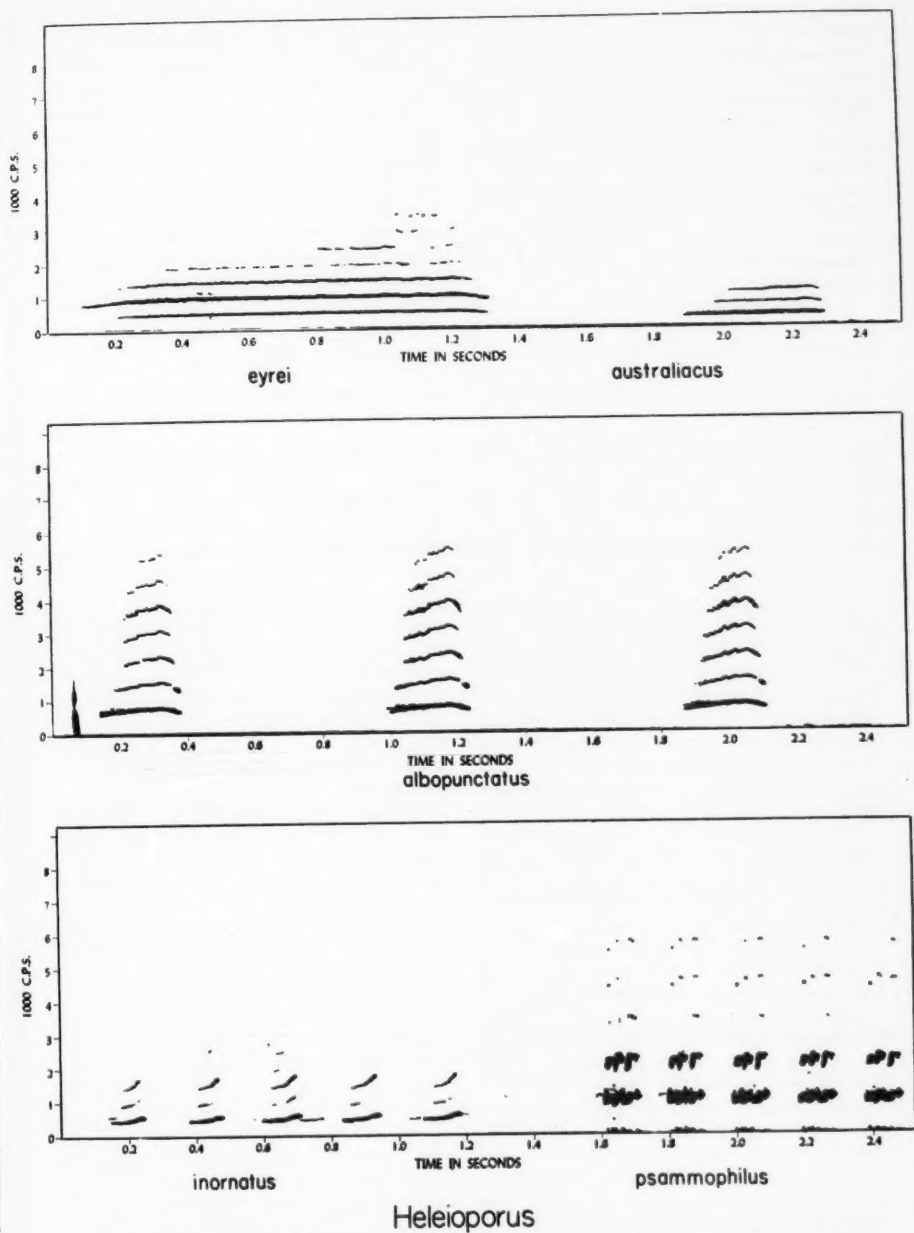 8
7
6
5
4
3
2
1
0
1000 C.P.S.
0.2 0.4 0.6 0.8 1.0 1.2 1.4 1.6 1.8 2.0 2.2 2.4
TIME IN SECONDS
eyrei australiacus
8
7
6
5
4
3
2
1
0
1000 C.P.S.
0.2 0.4 0.6 0.8 1.0 1.2 1.4 1.6 1.8 2.0 2.2 2.4
TIME IN SECONDS
albopunctatus
8
7
6
5
4
3
2
1
0
1000 C.P.S.
0.2 0.4 0.6 0.8 1.0 1.2 1.4 1.6 1.8 2.0 2.2 2.4
TIME IN SECONDS
inornatus psammophilus
Heleioporus